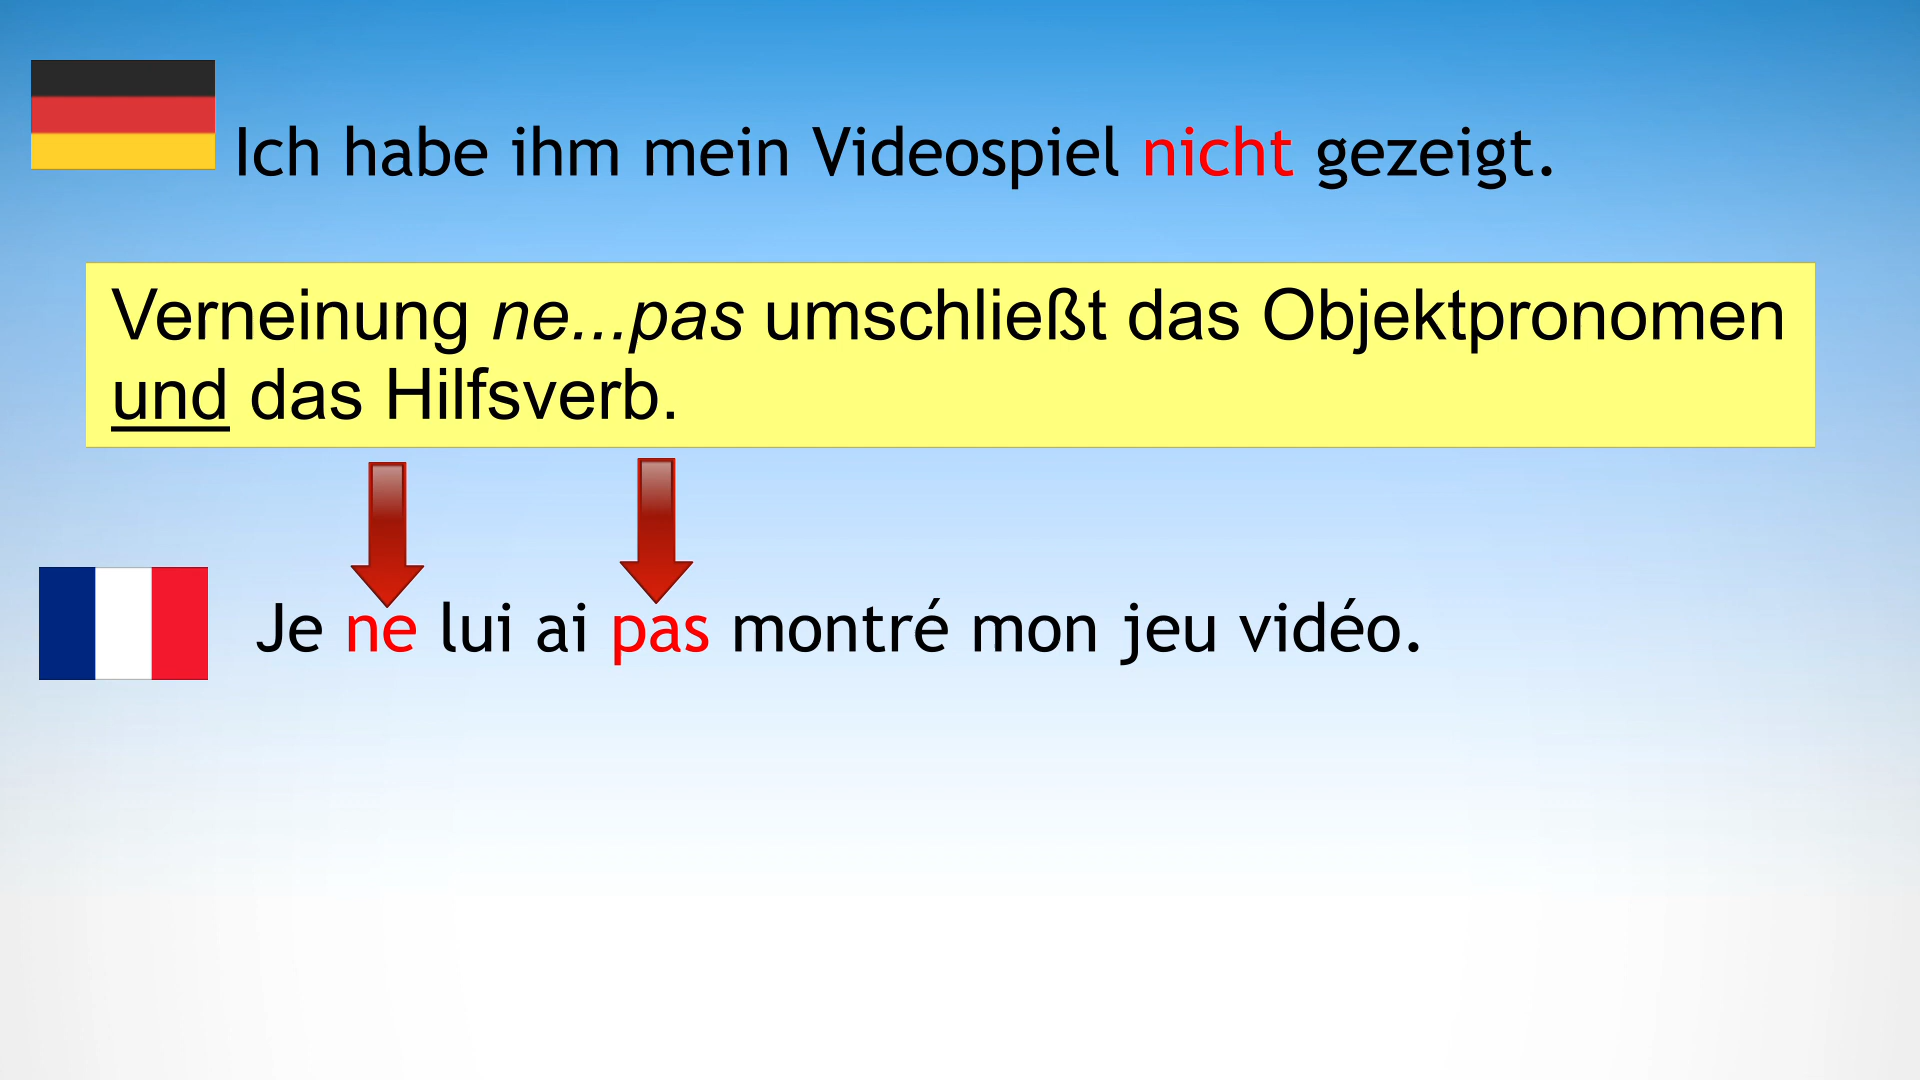 Ich habe ihm mein Videospiel nicht gezeigt.
Verneinung ne...pas umschließt das Objektpronomen
und das Hilfsverb.
Je ne lui ai pas montré mon jeu vidéo.